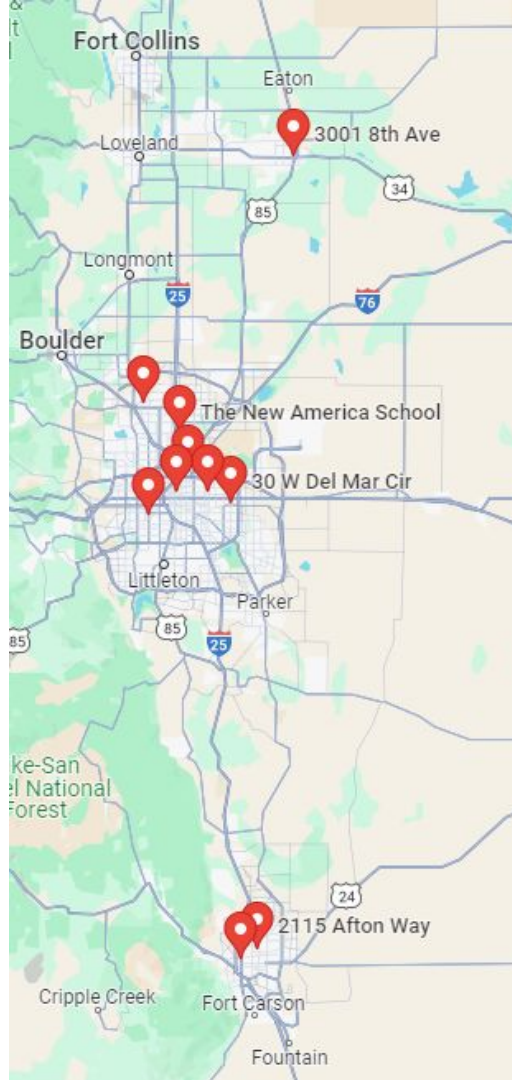 &
lt
l
Fort Collins
Eaton
3001 8th Ave
Loveland
34
85
Longmont
25
76
Boulder
The New America School
30 W Del Mar Cir
Littleton
Parker
85
85
25
ke-San
el National
Forest
24
2115 Afton Way
Cripple Creek
Fort Carson
Fountain